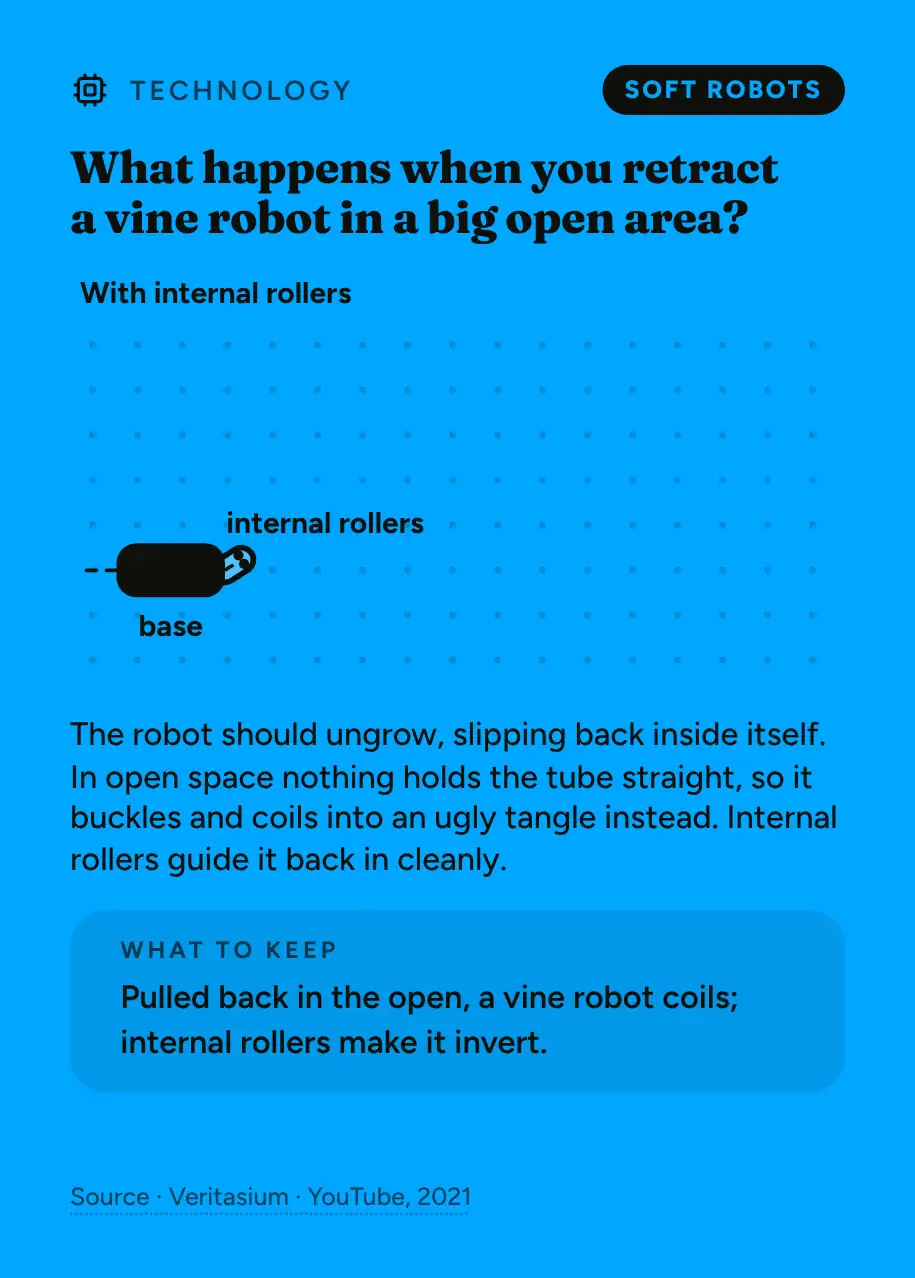 TECHNOLOGY
SOFT ROBOTS
What happens when you retract
a vine robot in a big open area?
With internal rollers
internal rollers
base
The robot should ungrow, slipping back inside itself.
In open space nothing holds the tube straight, so it
buckles and coils into an ugly tangle instead. Internal
rollers guide it back in cleanly.
WHAT TO KEEP
Pulled back in the open, a vine robot coils;
internal rollers make it invert.
Source · Veritasium · YouTube, 2021